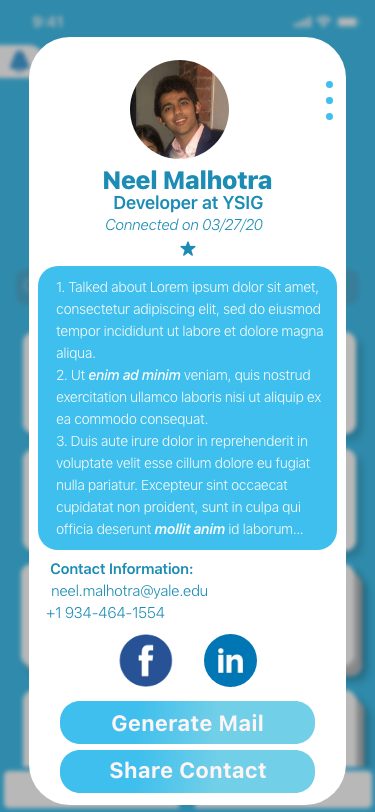 9:41
Neel Malhotra
Developer at YSIG
Connected on 03/27/20
1. Talked about Lorem ipsum dolor sit amet,
consectetur adipiscing elit, sed do eiusmod
tempor incididunt ut labore et dolore magna
aliqua.
2. Ut enim ad minim veniam, quis nostrud
exercitation ullamco laboris nisi ut aliquip ex
ea commodo consequat.
3. Duis aute irure dolor in reprehenderit in
voluptate velit esse cillum dolore eu fugiat
nulla pariatur. Excepteur sint occaecat
cupidatat non proident, sunt in culpa qui
officia deserunt mollit anim id laborum...
Contact Information:
neel.malhotra@yale.edu
+1 934-464-1554
f in
Generate Mail
Share Contact